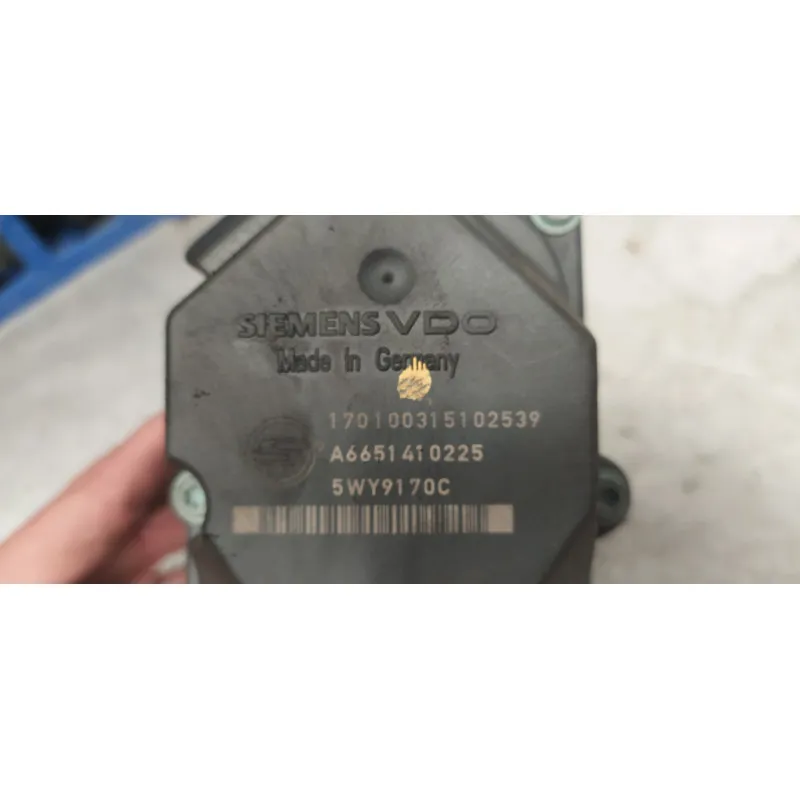 SIEMENS VDO
Made In Germany
170100315102539
A6651410225
5WY9170C